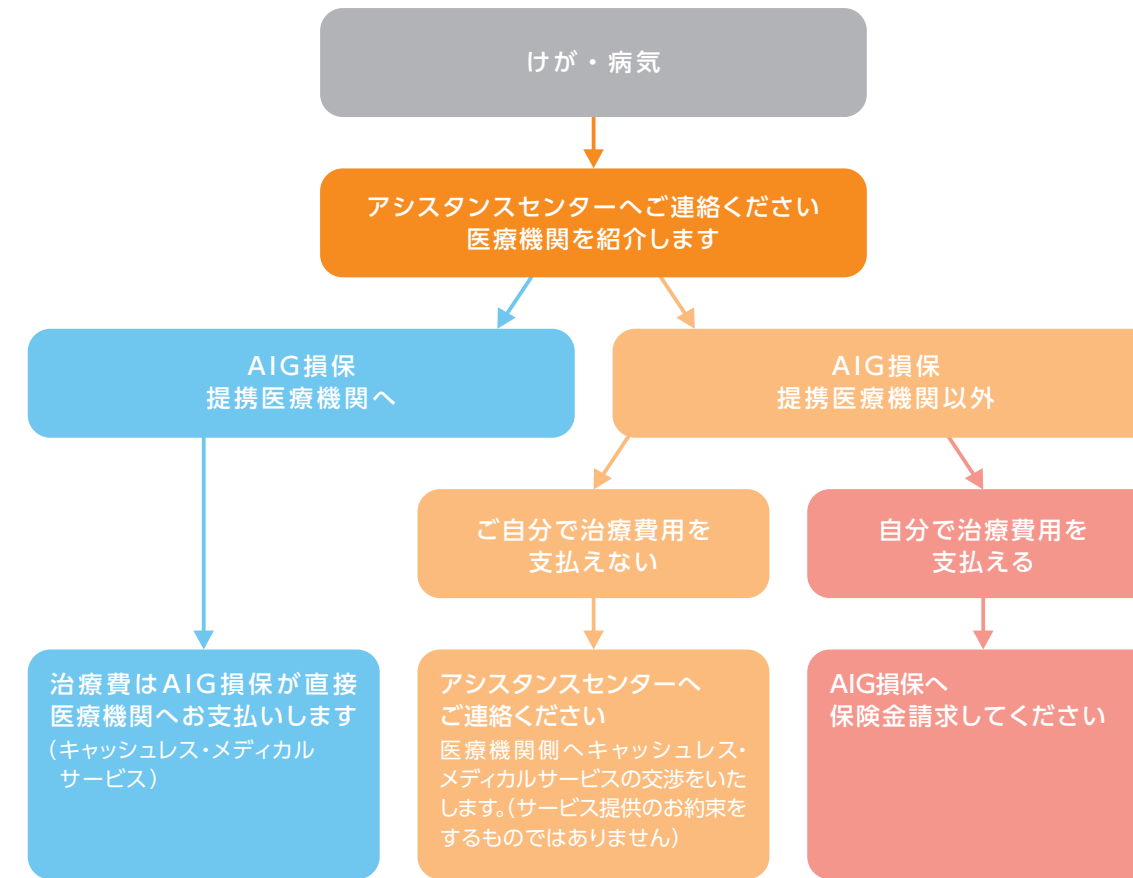 けが・病気
アシスタンスセンターへご連絡ください
医療機関を紹介します
AIG損保
提携医療機関へ
AIG損保
提携医療機関以外
ご自分で治療費用を
支払えない
自分で治療費用を
支払える
治療費はAIG損保が直接
医療機関へお支払いします
(キャッシュレス・メディカル
サービス)
アシスタンスセンターへ
ご連絡ください
医療機関側へキャッシュレス・
メディカルサービスの交渉をいた
します。(サービス提供のお約束を
するものではありません)
AIG損保へ
保険金請求してください